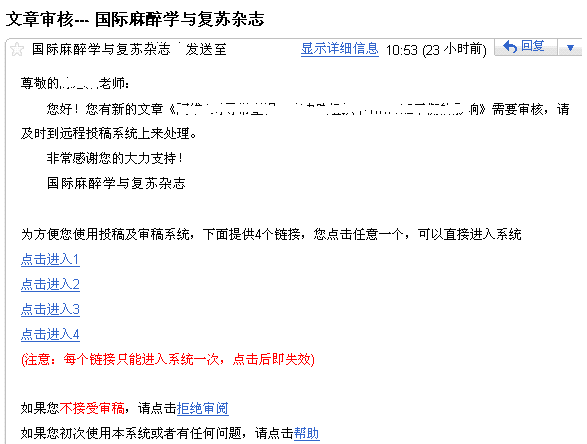 文章审核--- 国际麻醉学与复苏杂志
国际麻醉学与复苏杂志 发送至 显示详细信息 10:53 (23 小时前) 回复
尊敬的 老师：
您好！您有新的文章《 响》需要审核，请
及时到远程投稿系统上来处理。
非常感谢您的大力支持！
国际麻醉学与复苏杂志
为方便您使用投稿及审稿系统，下面提供4个链接，您点击任意一个，可以直接进入系统
点击进入1
点击进入2
点击进入3
点击进入4
(注意：每个链接只能进入系统一次，点击后即失效)
如果您不接受审稿，请点击拒绝审阅
如果您初次使用本系统或者有任何问题，请点击帮助